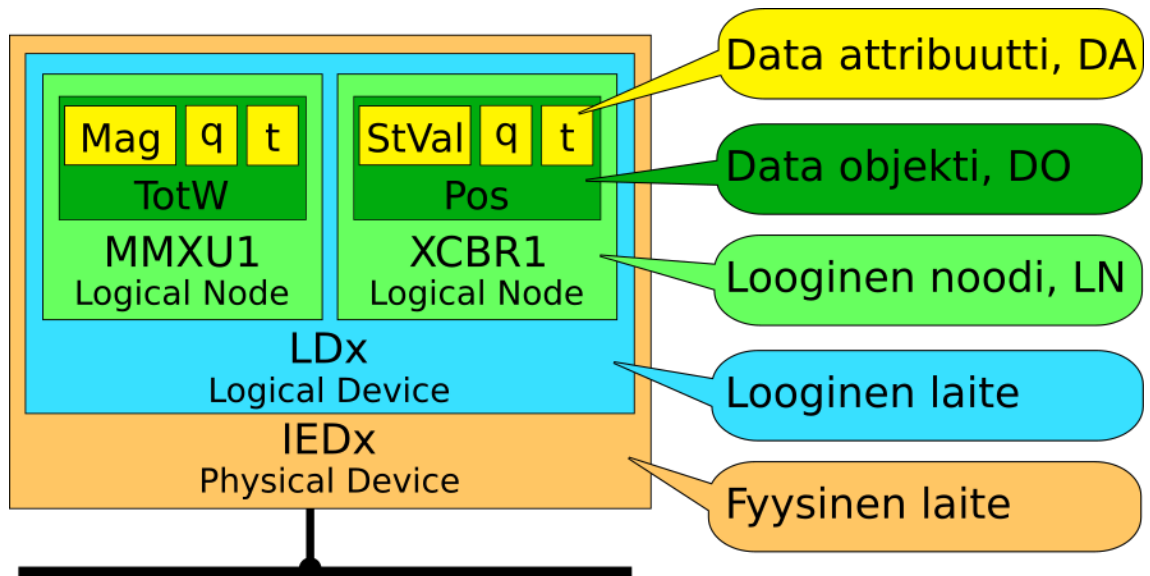 Data attribuutti, DA
Mag q t
StVal q t
TotW
Pos
Data objekti, DO
MMXU1
Logical Node
XCBR1
Logical Node
Looginen noodi, LN
LDx
Logical Device
Looginen laite
IEDx
Physical Device
Fyysinen laite